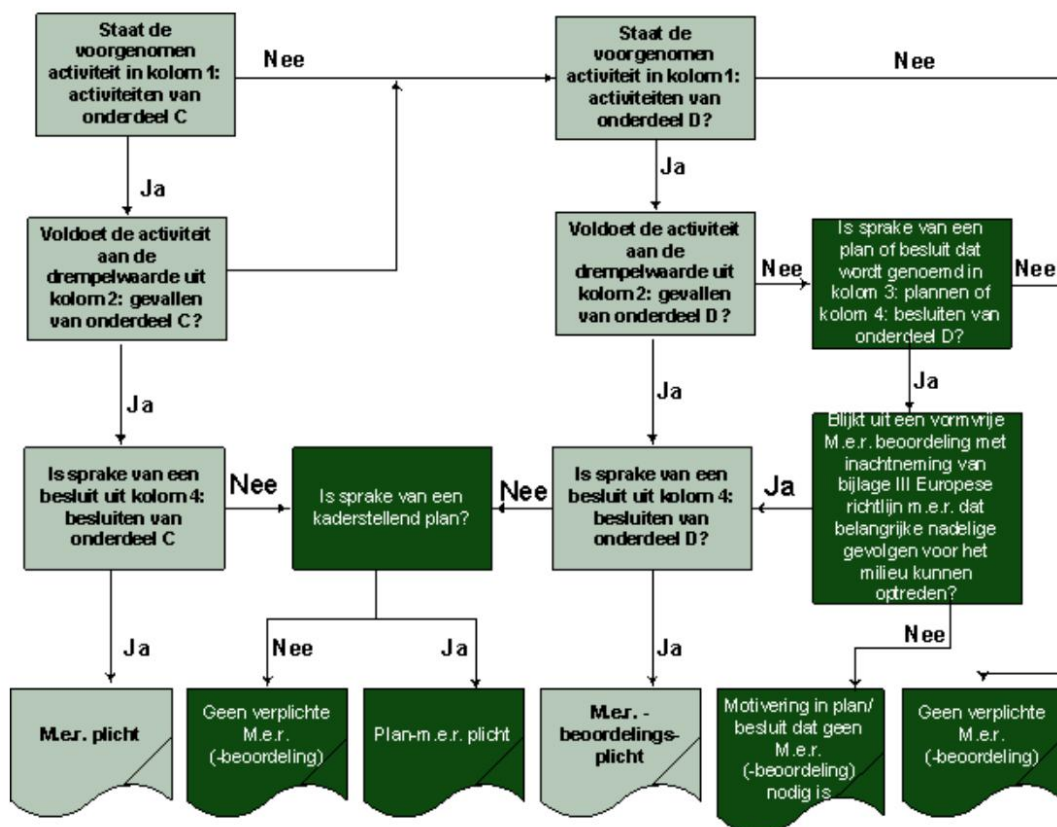 Staat de
voorgenomen
activiteit in kolom 1:
activiteiten van
onderdeel C
Nee
Staat de
voorgenomen
activiteit in kolom 1:
activiteiten van
onderdeel D?
Nee
Ja
Ja
Voldoet de activiteit
aan de
drempelwaarde uit
kolom 2: gevallen
van onderdeel C?
Voldoet de activiteit
aan de
drempelwaarde uit
kolom 2: gevallen
van onderdeel D?
Nee
Is sprake van een
plan of besluit dat
wordt genoemd in
kolom 3: plannen of
kolom 4: besluiten van
onderdeel D?
Nee
Ja
Ja
Ja
Is sprake van een
besluit uit kolom 4:
besluiten van
onderdeel C
Nee
Is sprake van een
kaderstellend plan?
Nee
Is sprake van een
besluit uit kolom 4:
besluiten van
onderdeel D?
Ja
Blijkt uit een vormvrije
M.e.r. beoordeling met
inachtneming van
bijlage III Europese
richtlijn m.e.r. dat
belangrijke nadelige
gevolgen voor het
milieu kunnen
optreden?
Ja
Nee
Ja
Ja
Nee
M.e.r. plicht
Geen verplichte
M.e.r.
(-beoordeling)
Plan-m.e.r. plicht
M.e.r. -
beoordelings-
plicht
Motivering in plan/
besluit dat geen
M.e.r.
(-beoordeling)
nodig is
Geen verplichte
M.e.r.
(-beoordeling)